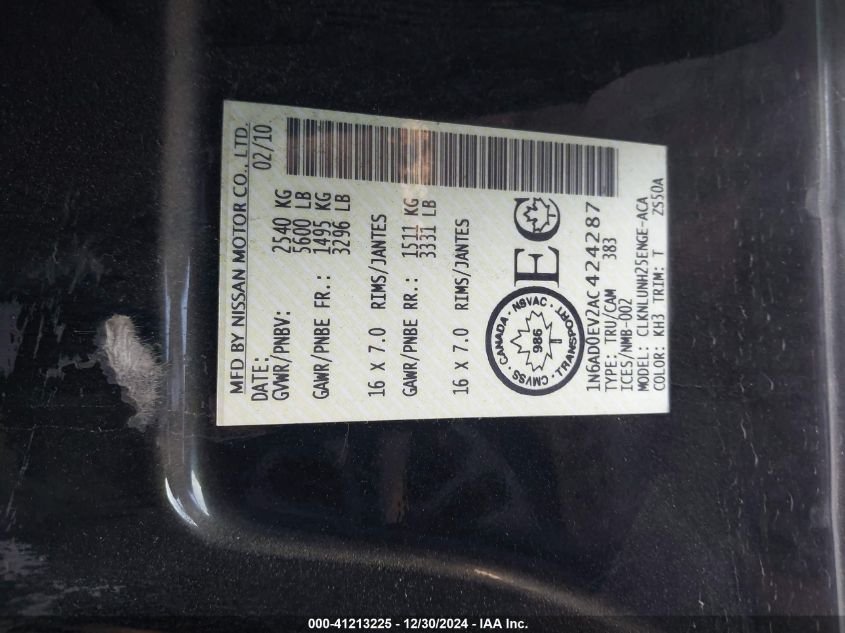 MFD BY NISSAN MOTOR CO., LTD.
DATE: 02/10
GVWR/PNBV: 2540 KG
5600 LB
GAWR/PNBE FR.: 1495 KG
3296 LB
16 X 7.0 RIMS/JANTES
GAWR/PNBE RR.: 1511 KG
3331 LB
16 X 7.0 RIMS/JANTES
CANADA · NSVAC · TRANSPORT · CMVSS ·
986
EC
1N6AD0EV2AC424287
TYPE: TRU/CAM 383
ICES/NMB-002
MODEL: CLKNLUNH25ENGE-ACA
COLOR: KH3 TRIM: T ZS50A
000-41213225 - 12/30/2024 - IAA Inc.